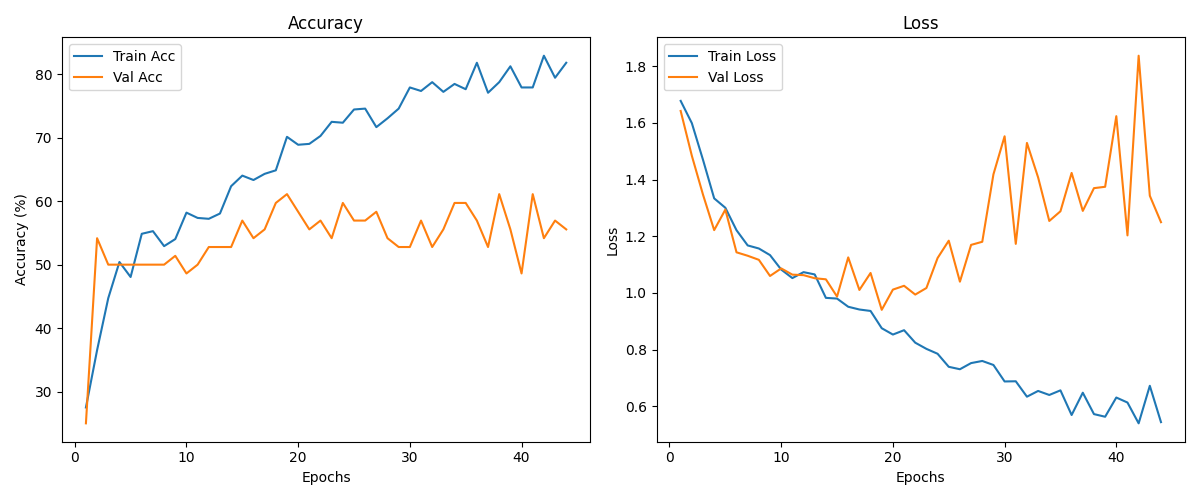 Accuracy
Train Acc
Val Acc
80
70
60
50
40
30
Accuracy (%)
0 10 20 30 40
Epochs
Loss
Train Loss
Val Loss
1.8
1.6
1.4
1.2
1.0
0.8
0.6
Loss
0 10 20 30 40
Epochs